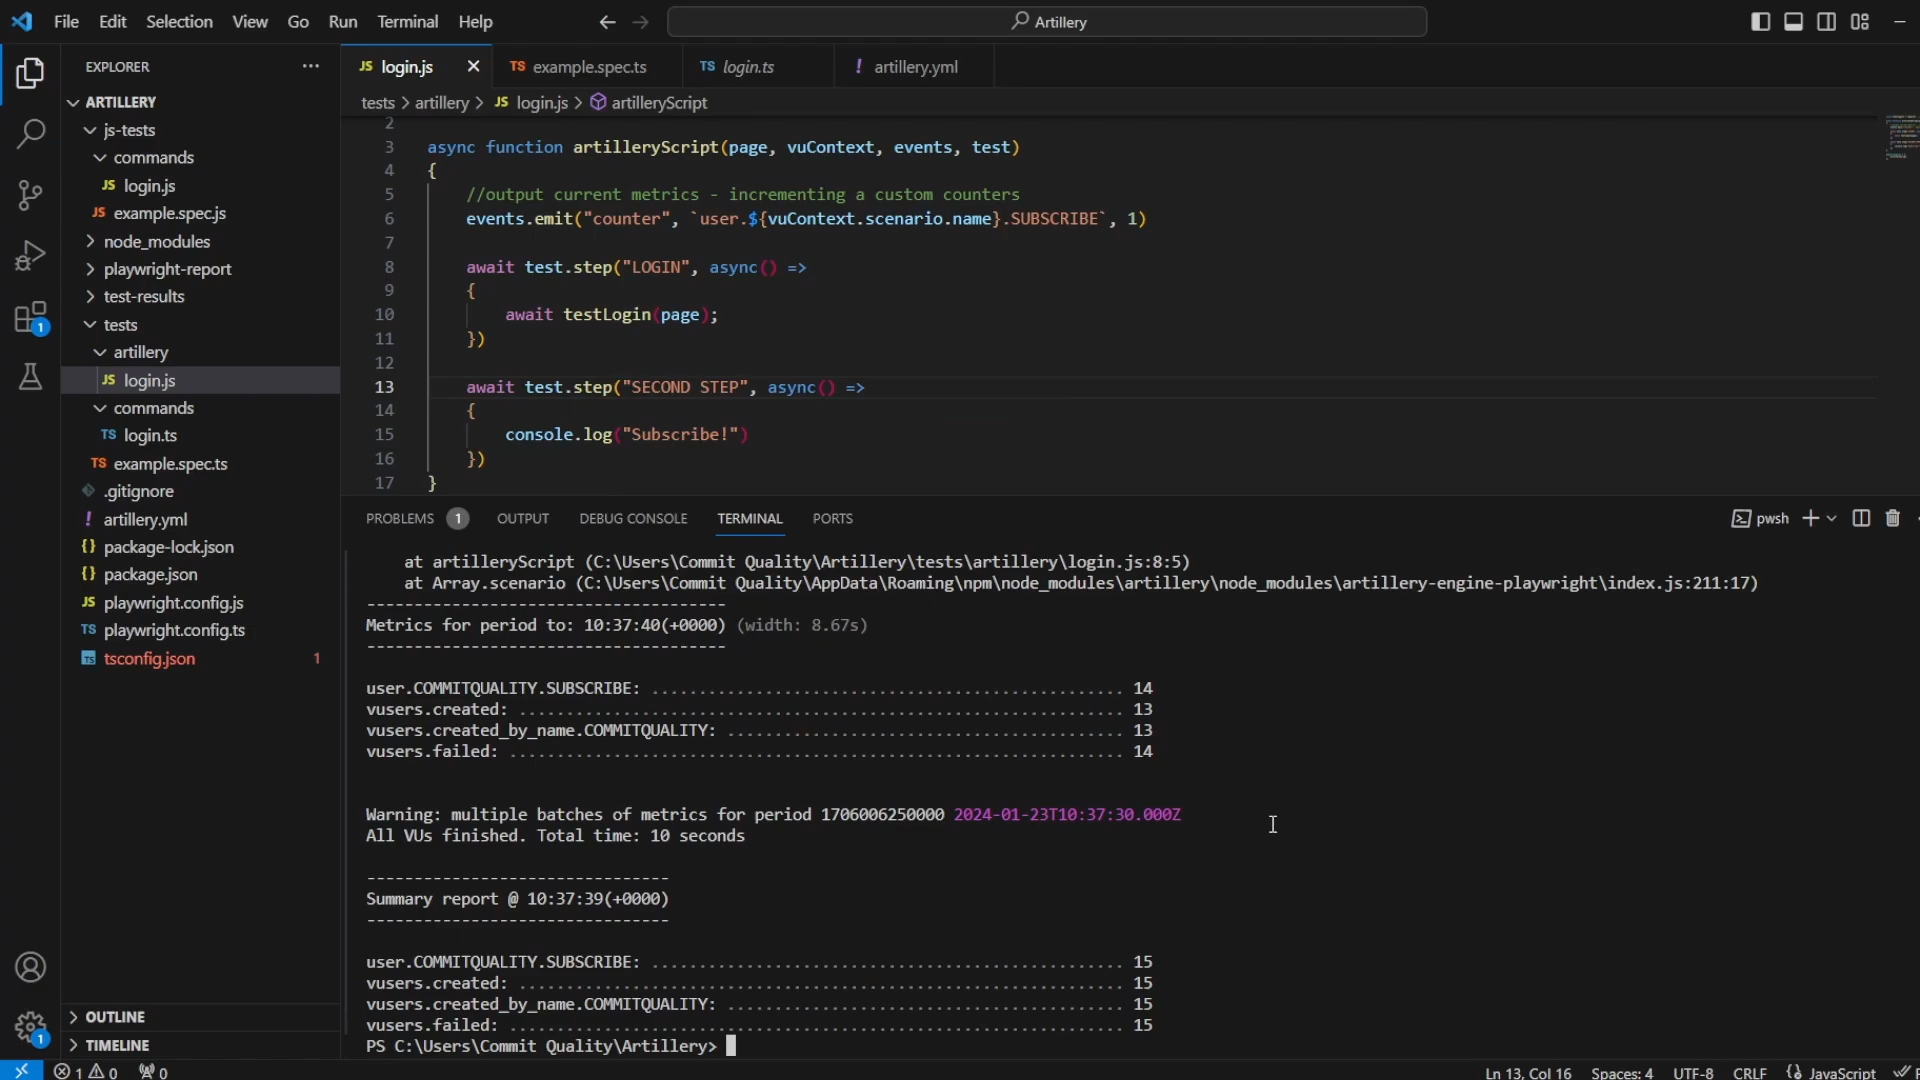 File Edit Selection View Go Run Terminal Help
Artillery
EXPLORER
ARTILLERY
js-tests
commands
JS login.js
JS example.spec.js
node_modules
playwright-report
test-results
tests
artillery
JS login.js
commands
TS login.ts
TS example.spec.ts
.gitignore
! artillery.yml
{} package-lock.json
{} package.json
JS playwright.config.js
TS playwright.config.ts
tsconfig.json 1
OUTLINE
TIMELINE
1
1
JS login.js
TS example.spec.ts
TS login.ts
! artillery.yml
tests > artillery > JS login.js > artilleryScript
2
3 async function artilleryScript(page, vuContext, events, test)
4 {
5 //output current metrics - incrementing a custom counters
6 events.emit("counter", `user.${vuContext.scenario.name}.SUBSCRIBE`, 1)
7
8 await test.step("LOGIN", async() =>
9 {
10 await testLogin(page);
11 })
12
13 await test.step("SECOND STEP", async() =>
14 {
15 console.log("Subscribe!")
16 })
17 }
PROBLEMS 1 OUTPUT DEBUG CONSOLE TERMINAL PORTS
pwsh
at artilleryScript (C:\Users\Commit Quality\Artillery\tests\artillery\login.js:8:5)
at Array.scenario (C:\Users\Commit Quality\AppData\Roaming\npm\node_modules\artillery\node_modules\artillery-engine-playwright\index.js:211:17)
--------------------------------------
Metrics for period to: 10:37:40(+0000) (width: 8.67s)
--------------------------------------
user.COMMITQUALITY.SUBSCRIBE: .................................................. 14
vusers.created: ................................................................ 13
vusers.created_by_name.COMMITQUALITY: .......................................... 13
vusers.failed: ................................................................. 14
Warning: multiple batches of metrics for period 1706006250000 2024-01-23T10:37:30.000Z
All VUs finished. Total time: 10 seconds
--------------------------------
Summary report @ 10:37:39(+0000)
--------------------------------
user.COMMITQUALITY.SUBSCRIBE: .................................................. 15
vusers.created: ................................................................ 15
vusers.created_by_name.COMMITQUALITY: .......................................... 15
vusers.failed: ................................................................. 15
PS C:\Users\Commit Quality\Artillery>
1 0 0
Ln 13, Col 16 Spaces: 4 UTF-8 CRLF {} JavaScript